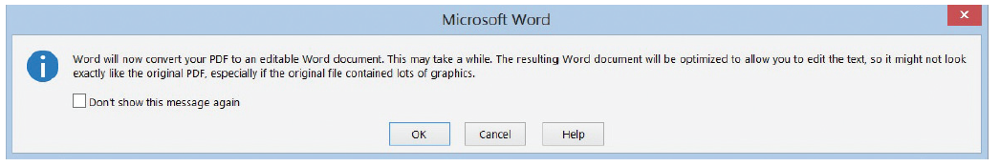 Microsoft Word
Word will now convert your PDF to an editable Word document. This may take a while. The resulting Word document will be optimized to allow you to edit the text, so it might not look
exactly like the original PDF, especially if the original file contained lots of graphics.
Don't show this message again
OK Cancel Help